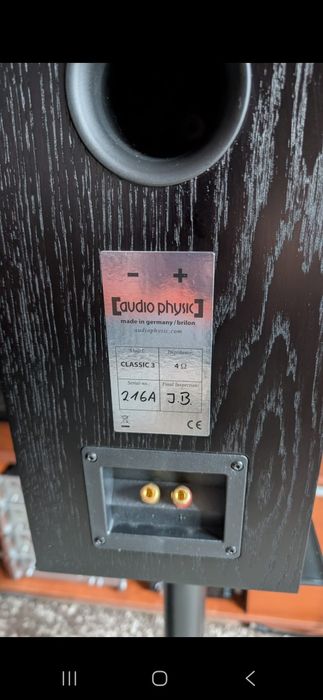 - +
[audio physic]
made in germany / brilon
audiophysic.com
Model: Impedance:
CLASSIC 3 4 Ω
Serial-no.: Final Inspection:
216A J.B.
CE